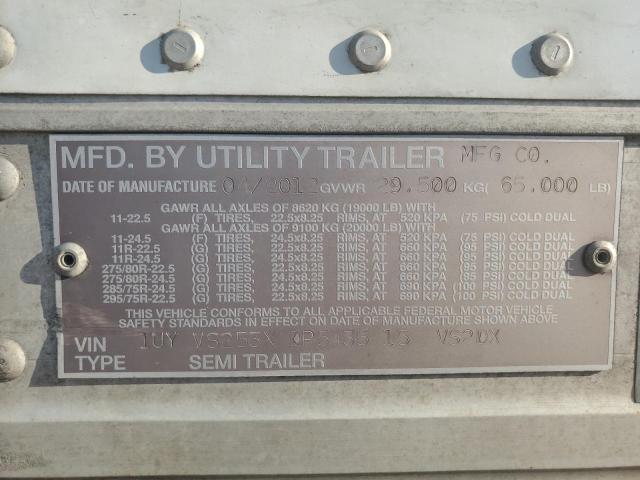 MFD. BY UTILITY TRAILER MFG CO.
DATE OF MANUFACTURE GVWR 29.500 KG( 65.000 LB)
GAWR ALL AXLES OF 8620 KG (19000 LB) WITH
11-22.5 (F) TIRES, 22.5x8.25 RIMS, AT 520 KPA (75 PSI) COLD DUAL
GAWR ALL AXLES OF 9100 KG (20000 LB) WITH
11-24.5 (F) TIRES, 24.5x8.25 RIMS, AT 520 KPA (75 PSI) COLD DUAL
11R-22.5 (G) TIRES, 22.5x8.25 RIMS, AT 660 KPA (95 PSI) COLD DUAL
11R-24.5 (G) TIRES, 24.5x8.25 RIMS, AT 660 KPA (95 PSI) COLD DUAL
275/80R-22.5 (G) TIRES, 22.5x8.25 RIMS, AT 660 KPA (95 PSI) COLD DUAL
275/80R-24.5 (G) TIRES, 24.5x8.25 RIMS, AT 660 KPA (95 PSI) COLD DUAL
285/75R-24.5 (G) TIRES, 24.5x8.25 RIMS, AT 690 KPA (100 PSI) COLD DUAL
295/75R-22.5 (G) TIRES, 22.5x8.25 RIMS, AT 690 KPA (100 PSI) COLD DUAL
THIS VEHICLE CONFORMS TO ALL APPLICABLE FEDERAL MOTOR VEHICLE
SAFETY STANDARDS IN EFFECT ON DATE OF MANUFACTURE SHOWN ABOVE
VIN 1UY
TYPE SEMI TRAILER